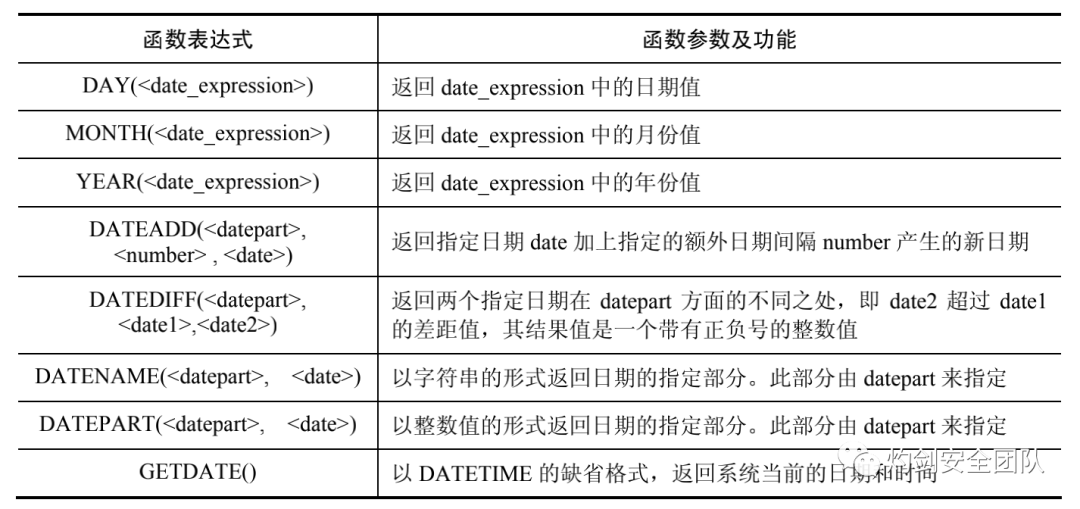 函数表达式 函数参数及功能
DAY(<date_expression>) 返回 date_expression 中的日期值
MONTH(<date_expression>) 返回 date_expression 中的月份值
YEAR(<date_expression>) 返回 date_expression 中的年份值
DATEADD(<datepart>,
<number> , <date>)
返回指定日期 date 加上指定的额外日期间隔 number 产生的新日期
DATEDIFF(<datepart>,
<date1>,<date2>)
返回两个指定日期在 datepart 方面的不同之处，即 date2 超过 date1
的差距值，其结果值是一个带有正负号的整数值
DATENAME(<datepart>, <date>) 以字符串的形式返回日期的指定部分。此部分由 datepart 来指定
DATEPART(<datepart>, <date>) 以整数值的形式返回日期的指定部分。此部分由 datepart 来指定
GETDATE() 以 DATETIME 的缺省格式，返回系统当前的日期和时间
灼剑安全团队